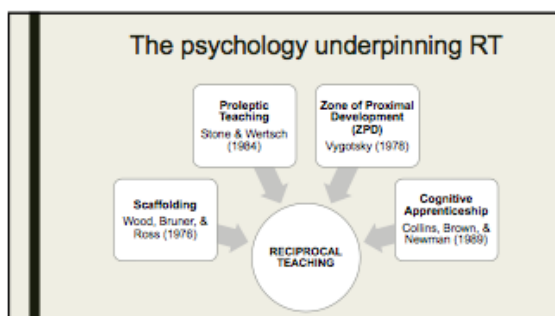 The psychology underpinning RT
Proleptic
Teaching
Stone & Wertsch
(1984)
Zone of Proximal
Development
(ZPD)
Vygotsky (1978)
Scaffolding
Wood, Bruner, &
Ross (1976)
Cognitive
Apprenticeship
Collins, Brown, &
Newman (1989)
RECIPROCAL
TEACHING